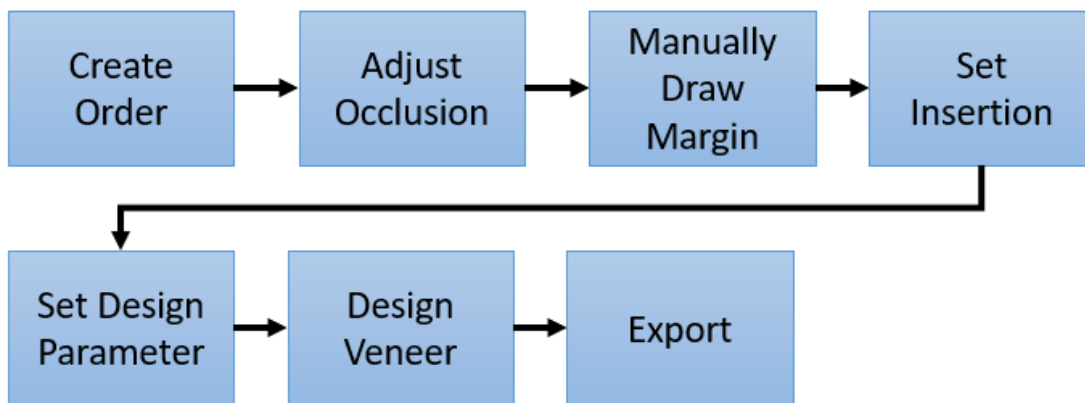 Create
Order
Adjust
Occlusion
Manually
Draw
Margin
Set
Insertion
Set Design
Parameter
Design
Veneer
Export